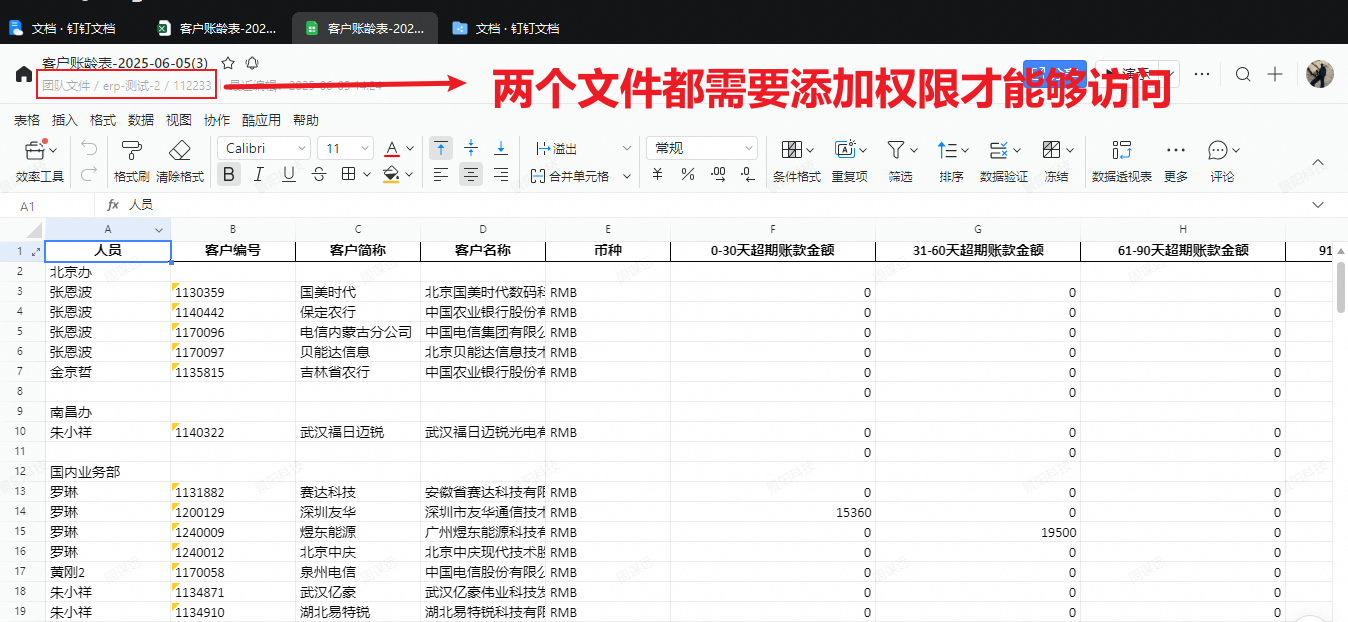 文档 · 钉钉文档 客户账龄表-202... 客户账龄表-202... 文档 · 钉钉文档
客户账龄表-2025-06-05(3)
团队文件 / erp-测试-2 / 112233
两个文件都需要添加权限才能够访问
演示
表格 插入 格式 数据 视图 协作 酷应用 帮助
Calibri 11 溢出 常规
效率工具 格式刷 清除格式 B I U S 合并单元格 ¥ % .00 .0 条件格式 重复项 筛选 排序 数据验证 冻结 数据透视表 更多 评论
A1 fx 人员
A B C D E F G H
1 人员 客户编号 客户简称 客户名称 币种 0-30天超期账款金额 31-60天超期账款金额 61-90天超期账款金额 91
2 北京办
3 张恩波 1130359 国美时代 北京国美时代数码科 RMB 0 0 0
4 张恩波 1140442 保定农行 中国农业银行股份有 RMB 0 0 0
5 张恩波 1170096 电信内蒙古分公司 中国电信集团有限公 RMB 0 0 0
6 张恩波 1170097 贝能达信息 北京贝能达信息技术 RMB 0 0 0
7 金京哲 1135815 吉林省农行 中国农业银行股份有 RMB 0 0 0
8 0 0 0
9 南昌办
10 朱小祥 1140322 武汉福日迈锐 武汉福日迈锐光电有 RMB 0 0 0
11 0 0 0
12 国内业务部
13 罗琳 1131882 赛达科技 安徽省赛达科技有限 RMB 0 0 0
14 罗琳 1200129 深圳友华 深圳市友华通信技术 RMB 15360 0 0
15 罗琳 1240009 煜东能源 广州煜东能源科技有 RMB 0 19500 0
16 罗琳 1240012 北京中庆 北京中庆现代技术股 RMB 0 0 0
17 黄刚2 1170058 泉州电信 中国电信股份有限公 RMB 0 0 0
18 朱小祥 1134871 武汉亿豪 武汉亿豪伟业科技发 RMB 0 0 0
19 朱小祥 1134910 湖北易特锐 湖北易特锐科技有限 RMB 0 0 0